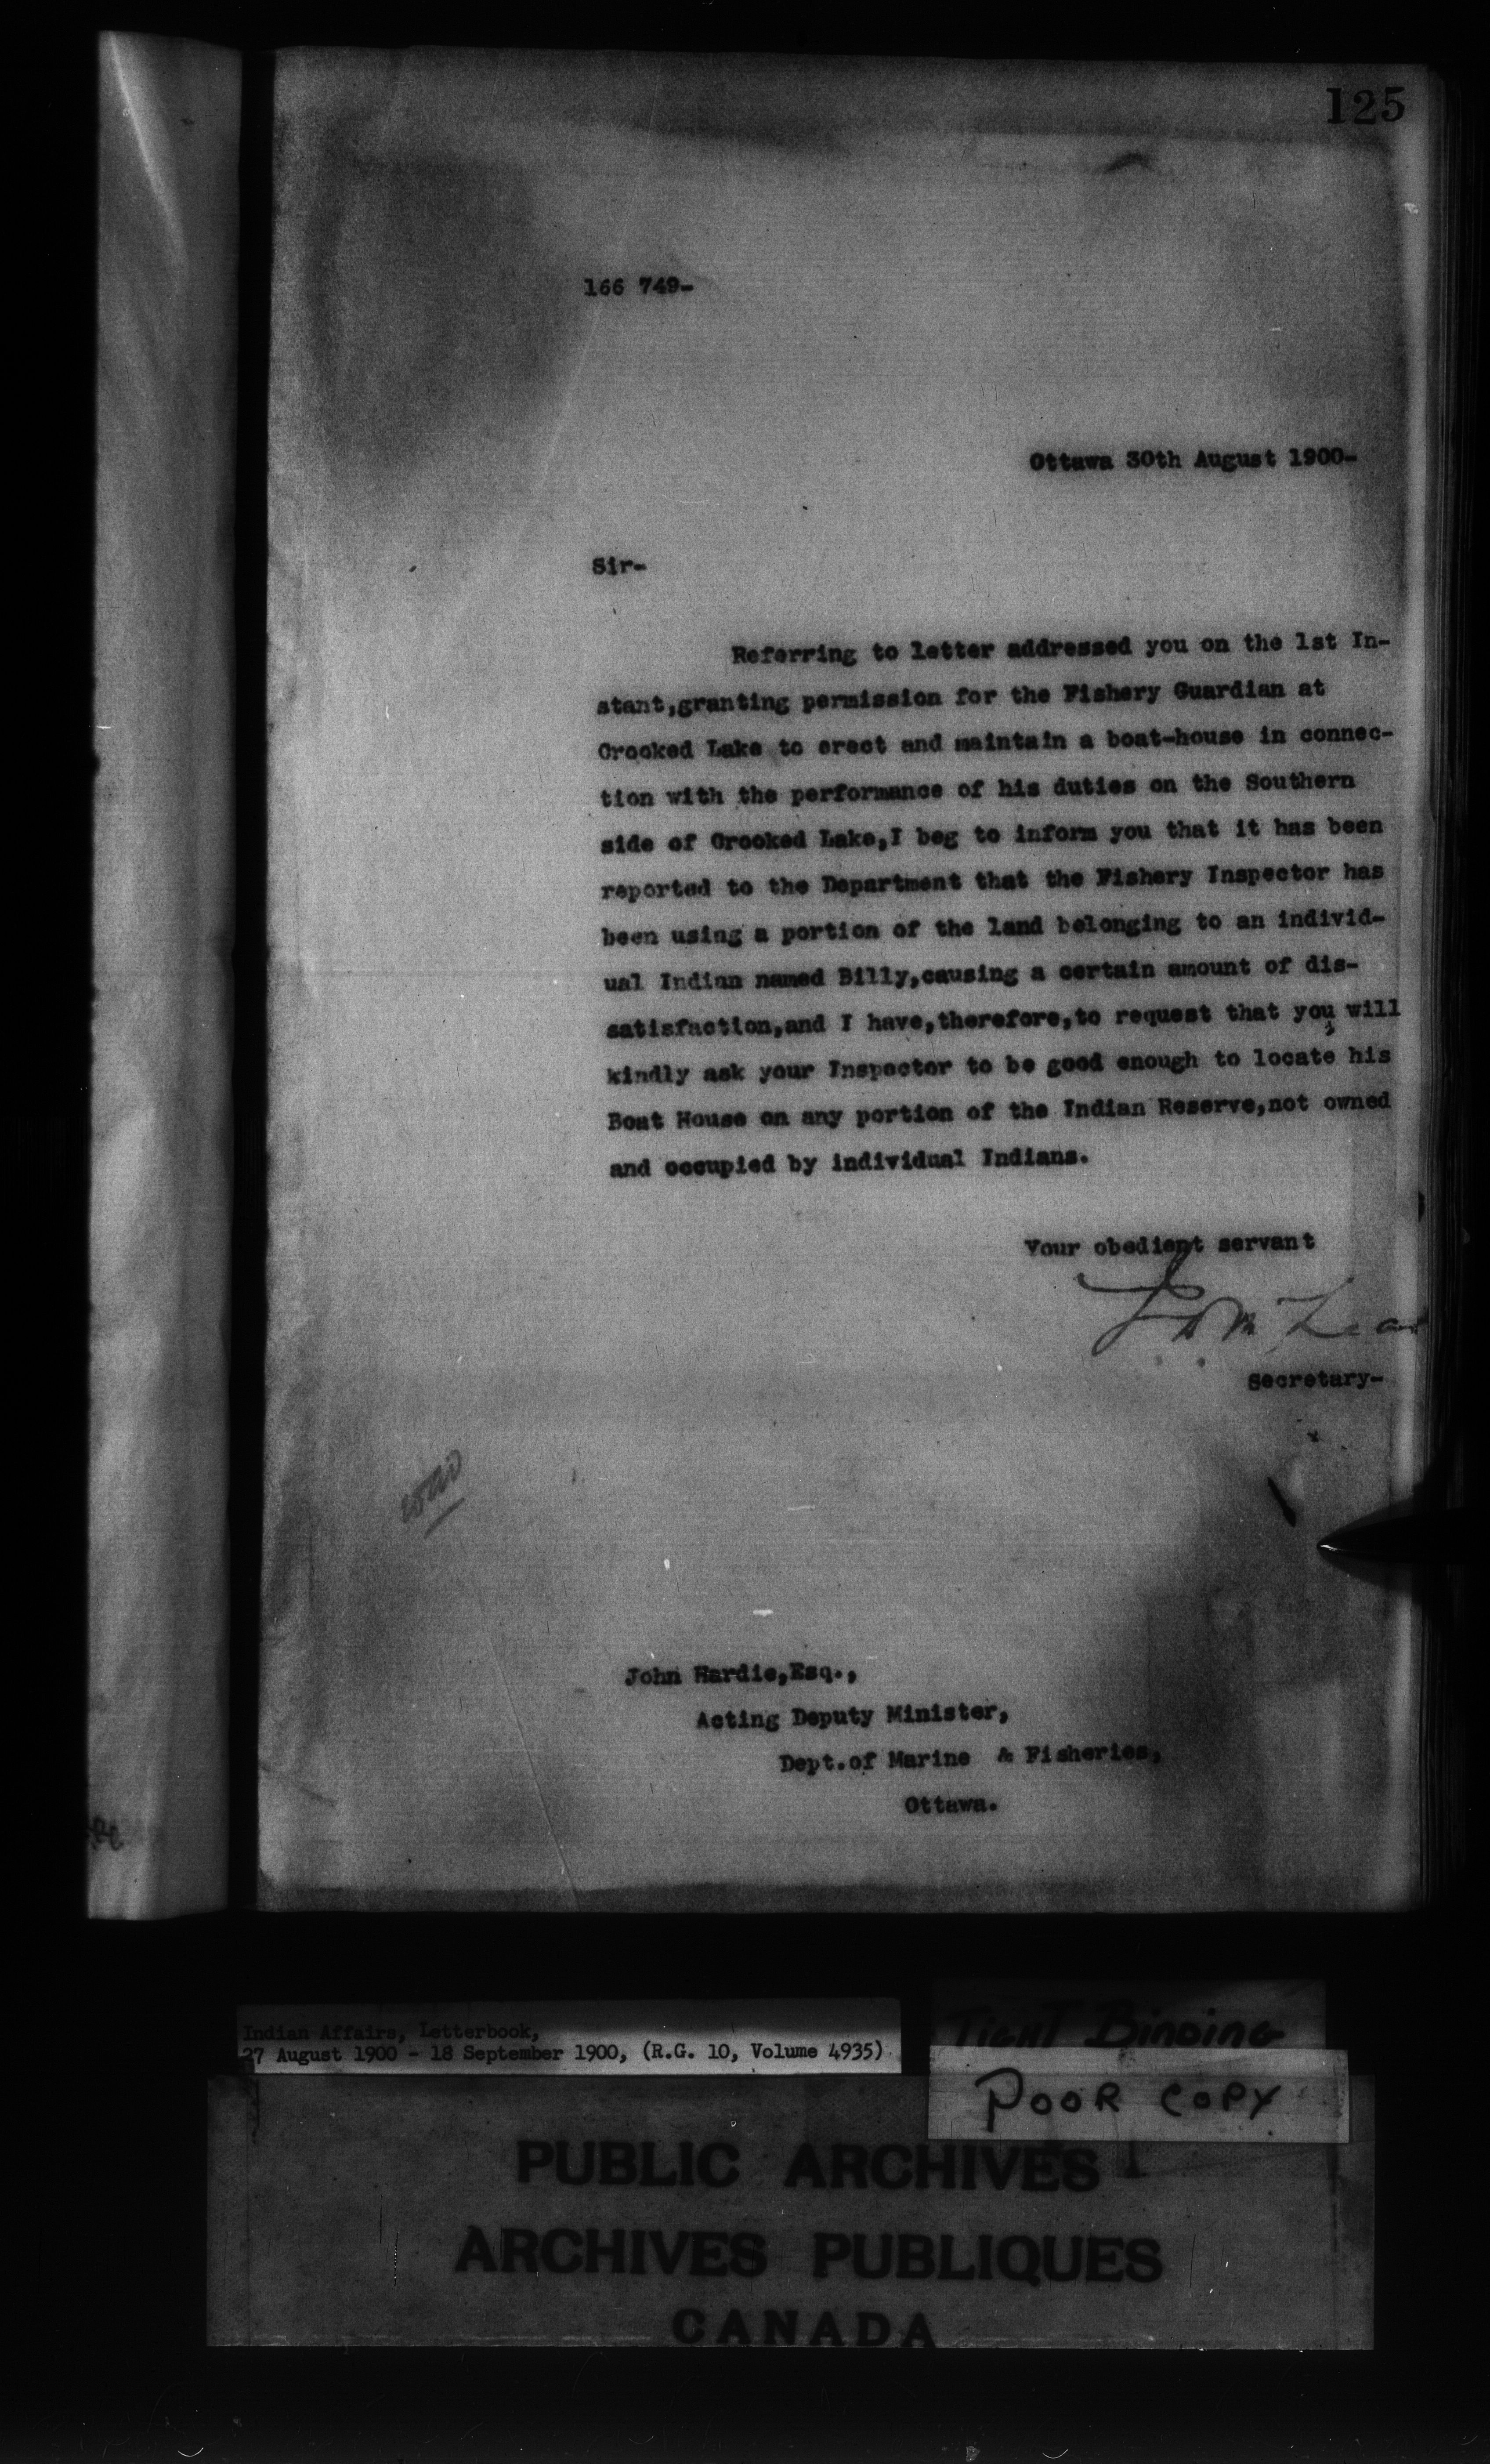 125
166 749-
Ottawa 30th August 1900-
Sir-
Referring to letter addressed you on the 1st In-
stant,granting permission for the Fishery Guardian at
Crooked Lake to erect and maintain a boat-house in connec-
tion with the performance of his duties on the Southern
side of Crooked Lake,I beg to inform you that it has been
reported to the Department that the Fishery Inspector has
been using a portion of the land belonging to an individ-
ual Indian named Billy,causing a certain amount of dis-
satisfaction,and I have,therefore,to request that you will
kindly ask your Inspector to be good enough to locate his
Boat House on any portion of the Indian Reserve,not owned
and occupied by individual Indians.
Your obedient servant
Secretary-
John Hardie,Esq.,
Acting Deputy Minister,
Dept.of Marine & Fisheries,
Ottawa.
Indian Affairs, Letterbook,
27 August 1900 - 18 September 1900, (R.G. 10, Volume 4935)
TIGHT BINDING
POOR COPY
PUBLIC ARCHIVES
ARCHIVES PUBLIQUES
CANADA